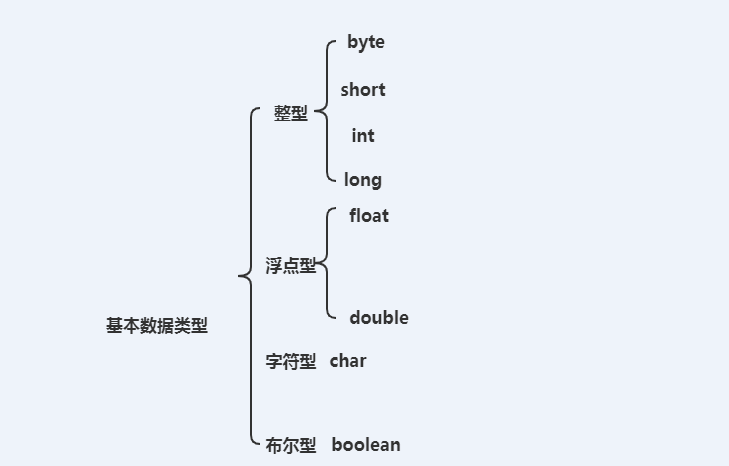 基本数据类型
整型
byte
short
int
long
浮点型
float
double
字符型 char
布尔型 boolean